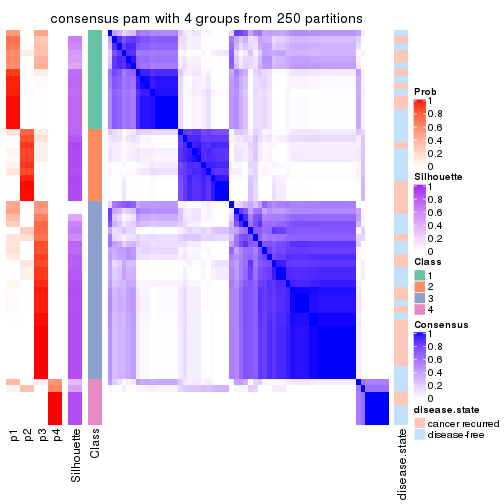 consensus pam with 4 groups from 250 partitions
Prob
1
0.8
0.6
0.4
0.2
0
Silhouette
1
0.8
0.6
0.4
0.2
0
Class
1
2
3
4
Consensus
1
0.8
0.6
0.4
0.2
0
disease.state
cancer recurred
disease-free
p1
p2
p3
p4
Silhouette
Class
disease.state